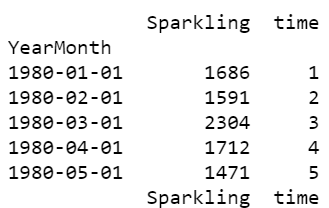 Sparkling time
YearMonth
1980-01-01 1686 1
1980-02-01 1591 2
1980-03-01 2304 3
1980-04-01 1712 4
1980-05-01 1471 5
Sparkling time